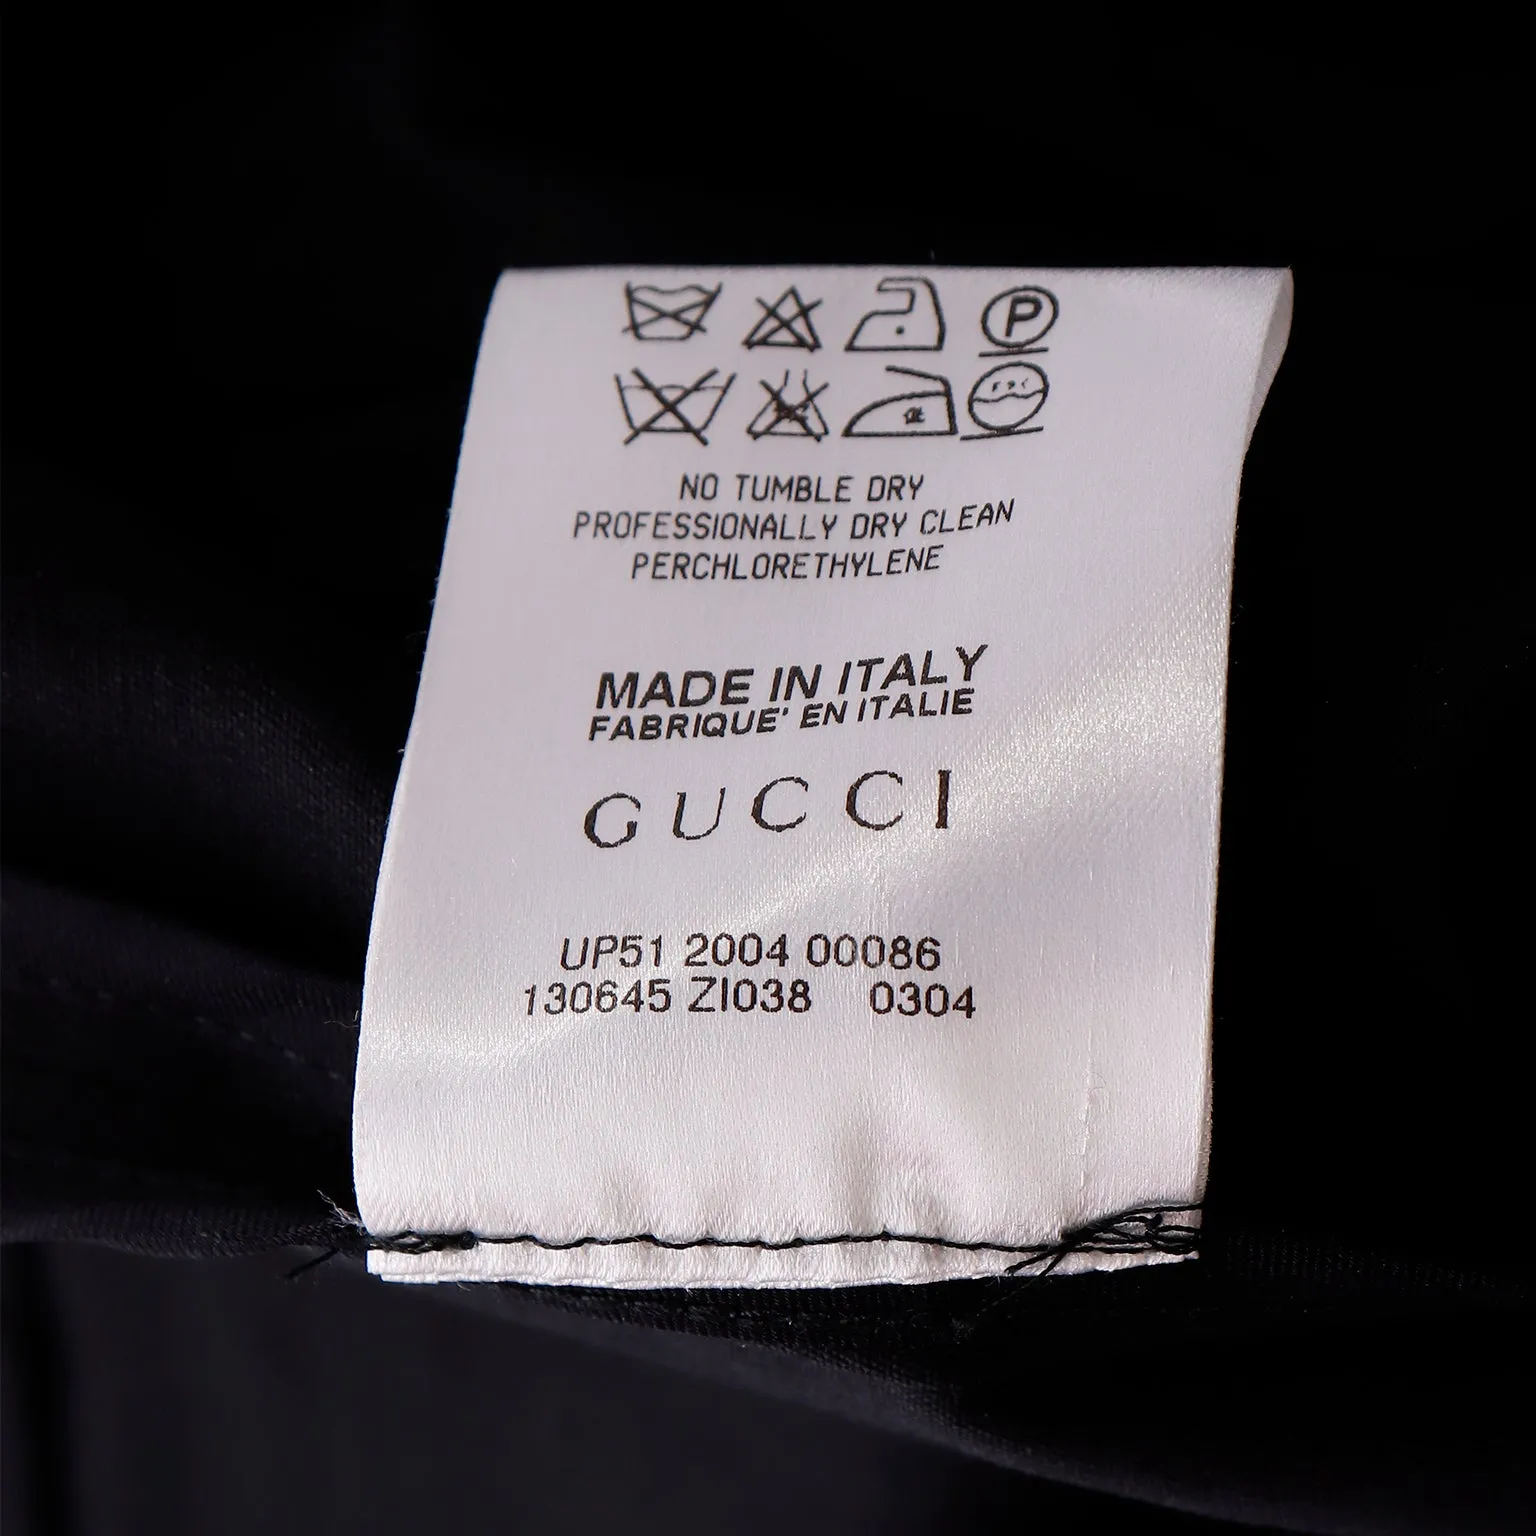 P
NO TUMBLE DRY
PROFESSIONALLY DRY CLEAN
PERCHLORETHYLENE
MADE IN ITALY
FABRIQUE' EN ITALIE
GUCCI
UP51 2004 00086
130645 ZI038 0304